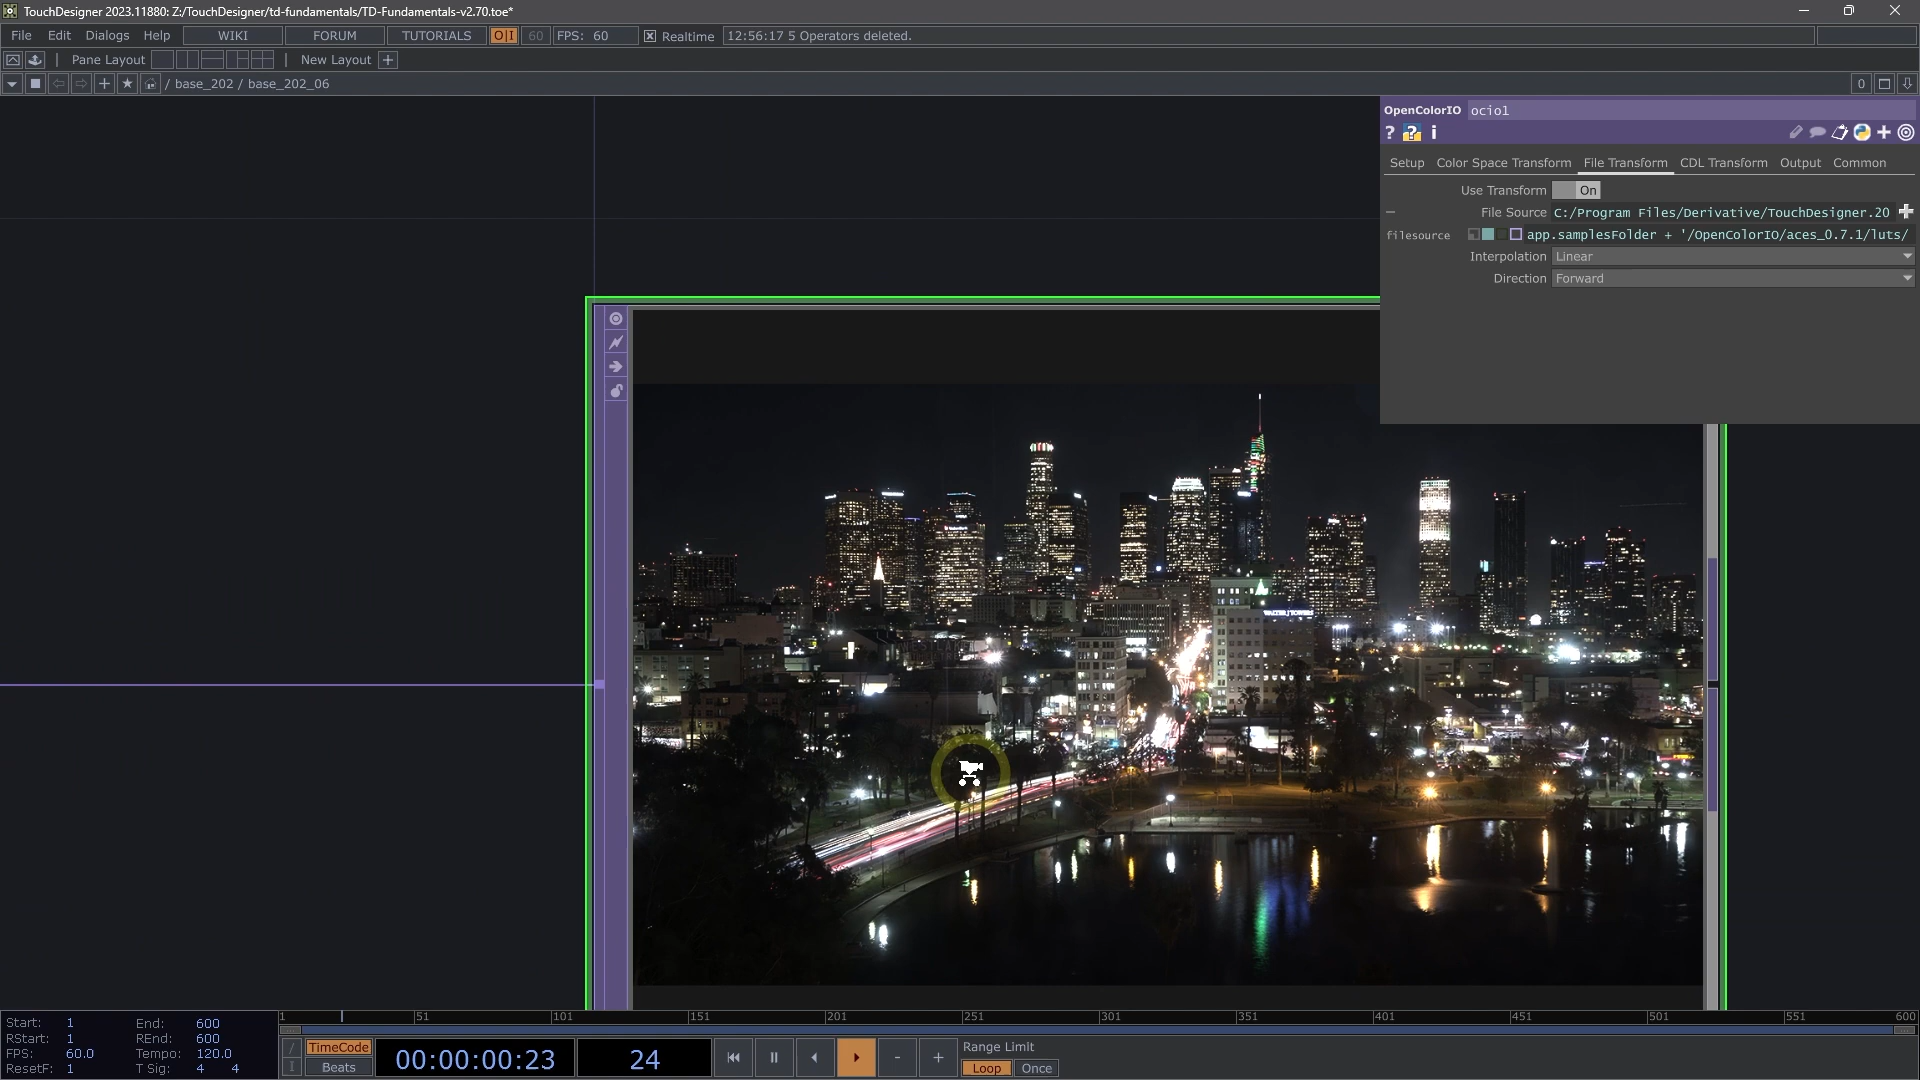 TouchDesigner 2023.11880: Z:/TouchDesigner/td-fundamentals/TD-Fundamentals-v2.70.toe*
File Edit Dialogs Help WIKI FORUM TUTORIALS O|I 60 FPS: 60 Realtime 12:56:17 5 Operators deleted.
Pane Layout New Layout +
/ base_202 / base_202_06 0
OpenColorIO ocio1
? ? i
Setup Color Space Transform File Transform CDL Transform Output Common
Use Transform On
File Source C:/Program Files/Derivative/TouchDesigner.20
filesource app.samplesFolder + '/OpenColorIO/aces_0.7.1/luts/
Interpolation Linear
Direction Forward
1 51 101 151 201 251 301 351 401 451 501 551 600
Start: 1 End: 600
RStart: 1 REnd: 600
FPS: 60.0 Tempo: 120.0
ResetF: 1 T Sig: 4 4
TimeCode
Beats
00:00:00:23 24
- +
Range Limit
Loop Once